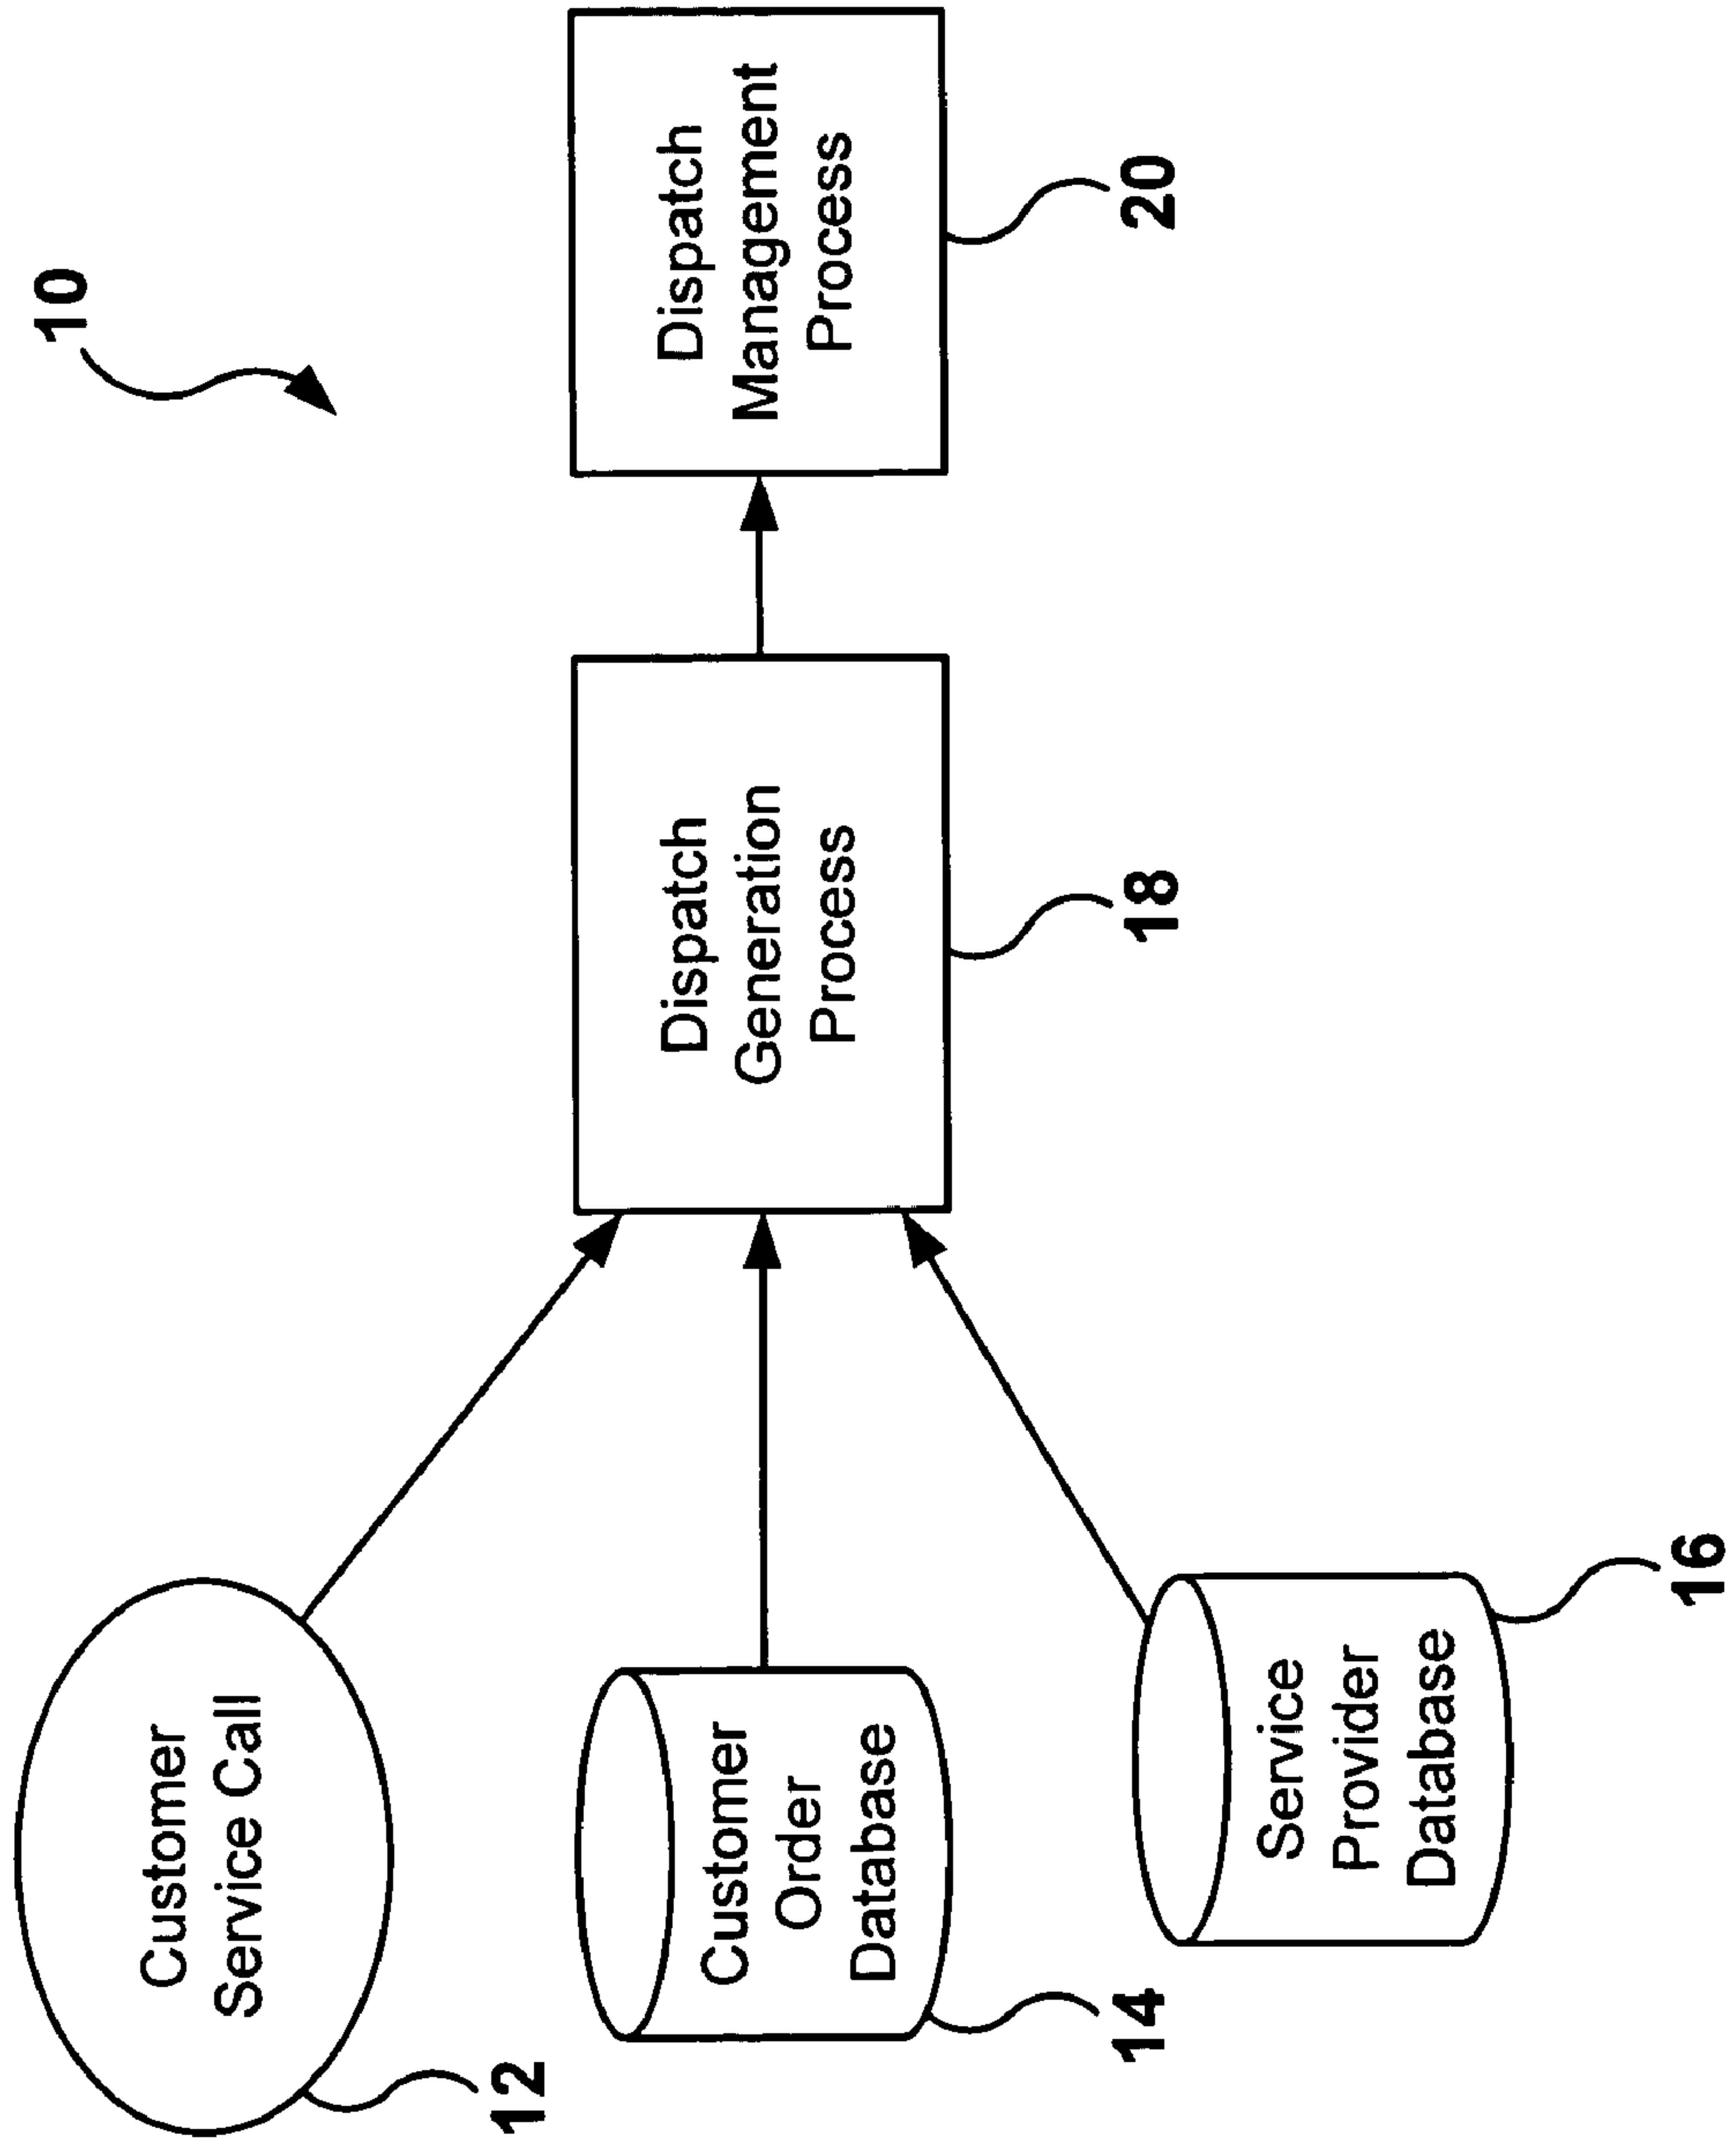 10
Customer
Service Call
12
Customer
Order
Database
14
Service
Provider
Database
16
Dispatch
Generation
Process
18
Dispatch
Management
Process
20